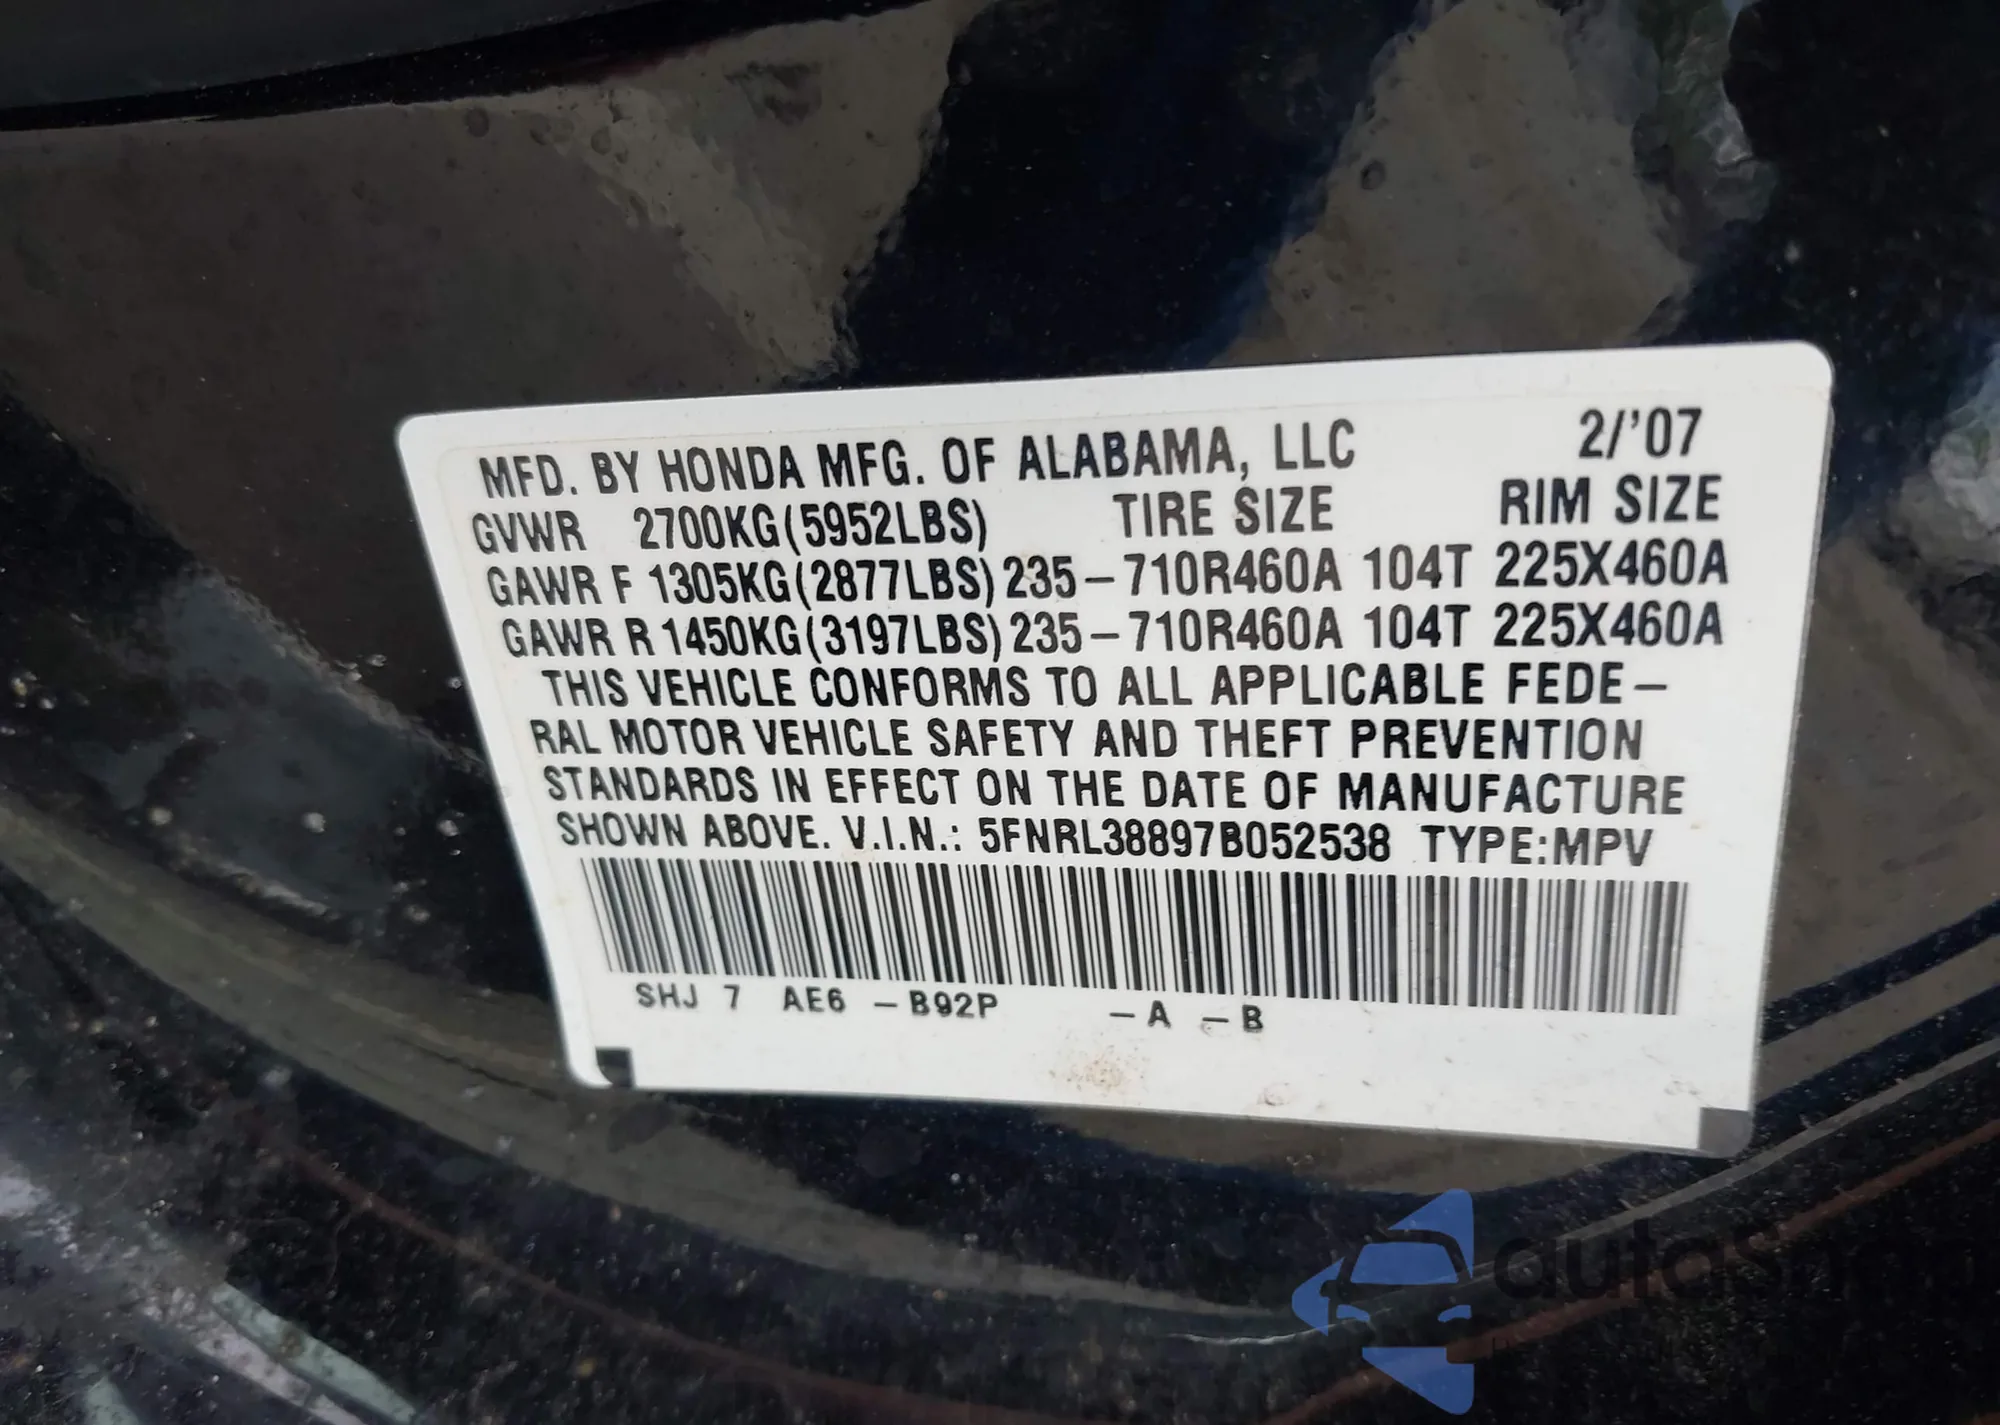 MFD. BY HONDA MFG. OF ALABAMA, LLC 2/'07
GVWR 2700KG(5952LBS) TIRE SIZE RIM SIZE
GAWR F 1305KG(2877LBS) 235–710R460A 104T 225X460A
GAWR R 1450KG(3197LBS) 235–710R460A 104T 225X460A
THIS VEHICLE CONFORMS TO ALL APPLICABLE FEDE–
RAL MOTOR VEHICLE SAFETY AND THEFT PREVENTION
STANDARDS IN EFFECT ON THE DATE OF MANUFACTURE
SHOWN ABOVE. V.I.N.: 5FNRL38897B052538 TYPE:MPV
SHJ 7 AE6 –B92P –A –B